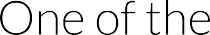 One of the